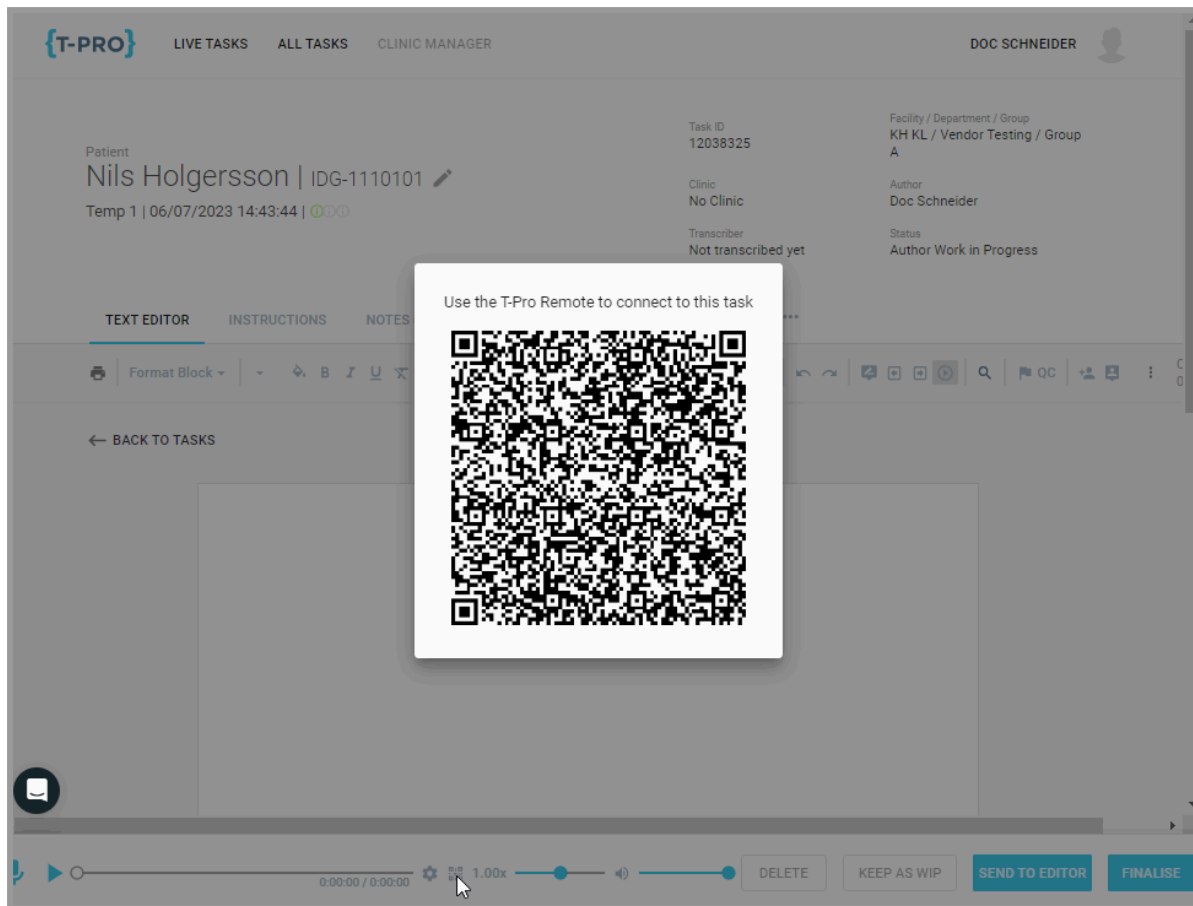 {T-PRO} LIVE TASKS ALL TASKS CLINIC MANAGER DOC SCHNEIDER
Patient
Nils Holgersson | IDG-1110101
Temp 1 | 06/07/2023 14:43:44 |
Task ID
12038325
Facility / Department / Group
KH KL / Vendor Testing / Group
A
Clinic
No Clinic
Author
Doc Schneider
Transcriber
Not transcribed yet
Status
Author Work in Progress
Use the T-Pro Remote to connect to this task
TEXT EDITOR INSTRUCTIONS NOTES
Format Block B I U QC
BACK TO TASKS
0:00:00 / 0:00:00 1.00x DELETE KEEP AS WIP SEND TO EDITOR FINALISE